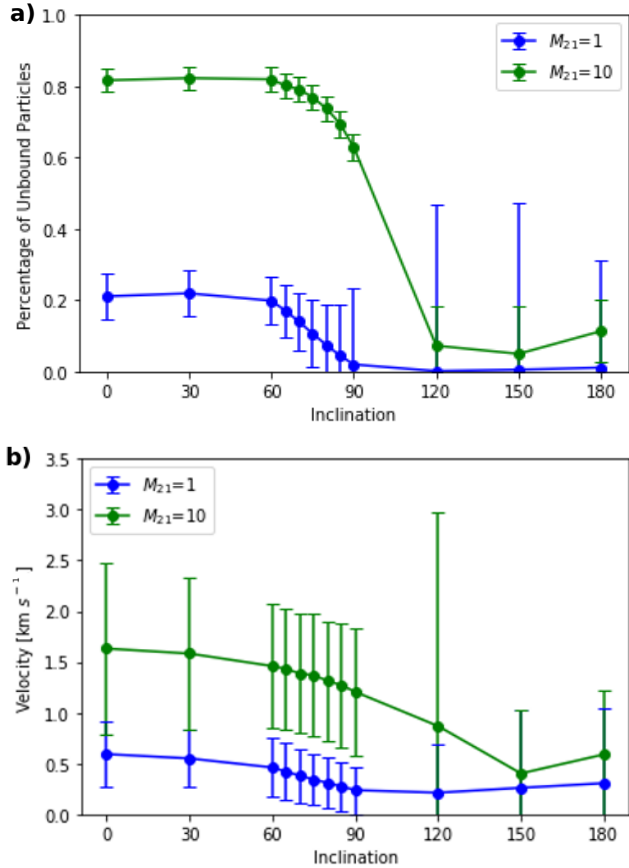 a)
1.0
0.8
0.6
0.4
0.2
0.0
Percentage of Unbound Particles
M₂₁=1
M₂₁=10
0 30 60 90 120 150 180
Inclination
b)
3.5
3.0
2.5
2.0
1.5
1.0
0.5
0.0
Velocity [km s⁻¹ ]
M₂₁=1
M₂₁=10
0 30 60 90 120 150 180
Inclination